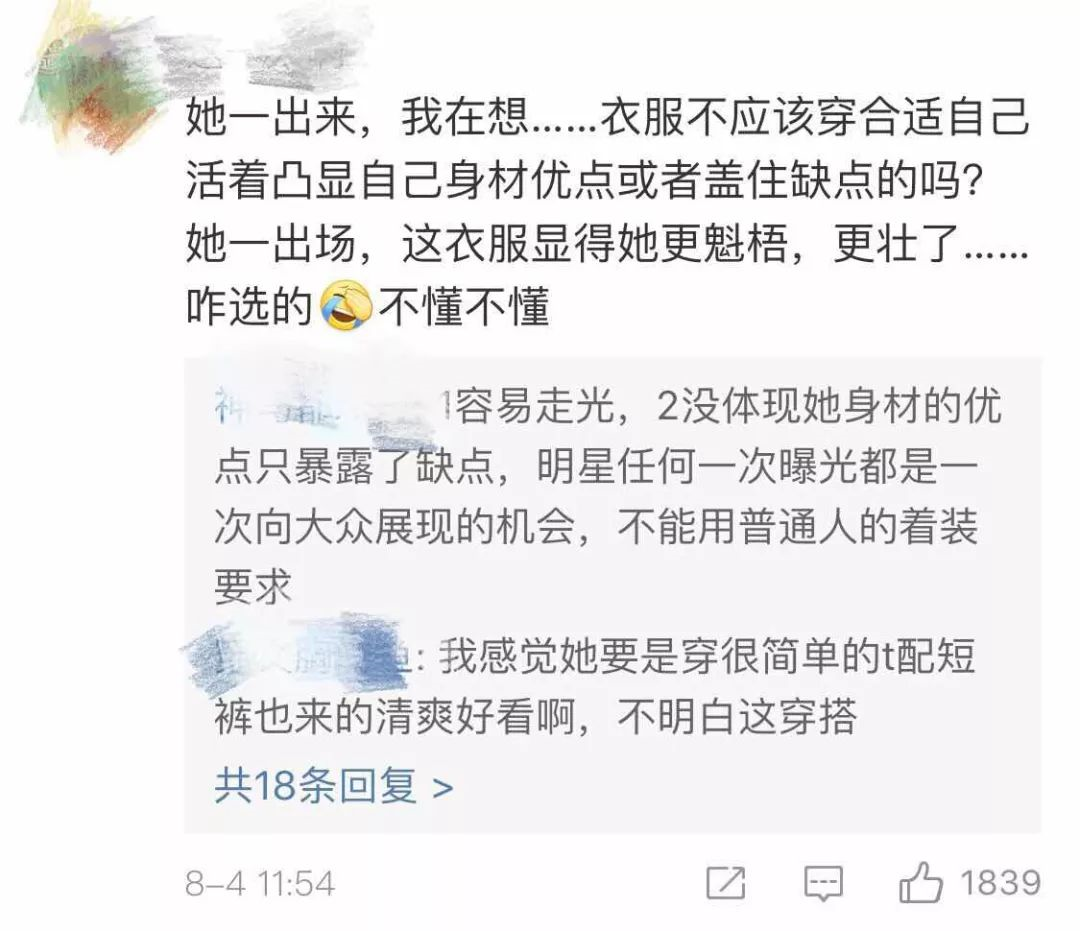 她一出来，我在想……衣服不应该穿合适自己
活着凸显自己身材优点或者盖住缺点的吗？
她一出场，这衣服显得她更魁梧，更壮了……
咋选的🤣不懂不懂
1容易走光，2没体现她身材的优
点只暴露了缺点，明星任何一次曝光都是一
次向大众展现的机会，不能用普通人的着装
要求
：我感觉她要是穿很简单的t配短
裤也来的清爽好看啊，不明白这穿搭
共18条回复 >
8-4 11:54
1839